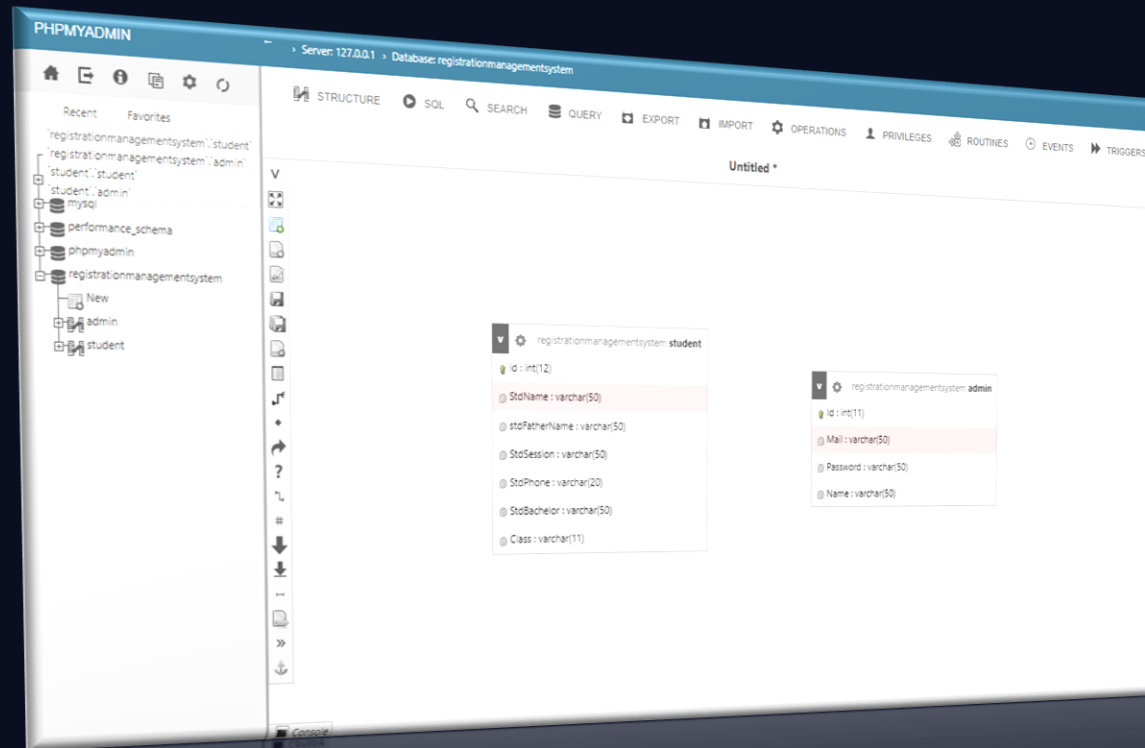 PHPMYADMIN
Server: 127.0.0.1 Database: registrationmanagementsystem
STRUCTURE SQL SEARCH QUERY EXPORT IMPORT OPERATIONS PRIVILEGES ROUTINES EVENTS TRIGGERS
Recent Favorites
`registrationmanagementsystem`.`student`
`registrationmanagementsystem`.`admin`
`student`.`student`
`student`.`admin`
mysql
performance_schema
phpmyadmin
registrationmanagementsystem
New
admin
student
Untitled *
registrationmanagementsystem student
id : int(12)
StdName : varchar(50)
stdFatherName : varchar(50)
StdSession : varchar(50)
StdPhone : varchar(20)
StdBachelor : varchar(50)
Class : varchar(11)
registrationmanagementsystem admin
Id : int(11)
Mail : varchar(50)
Password : varchar(50)
Name : varchar(50)
Console